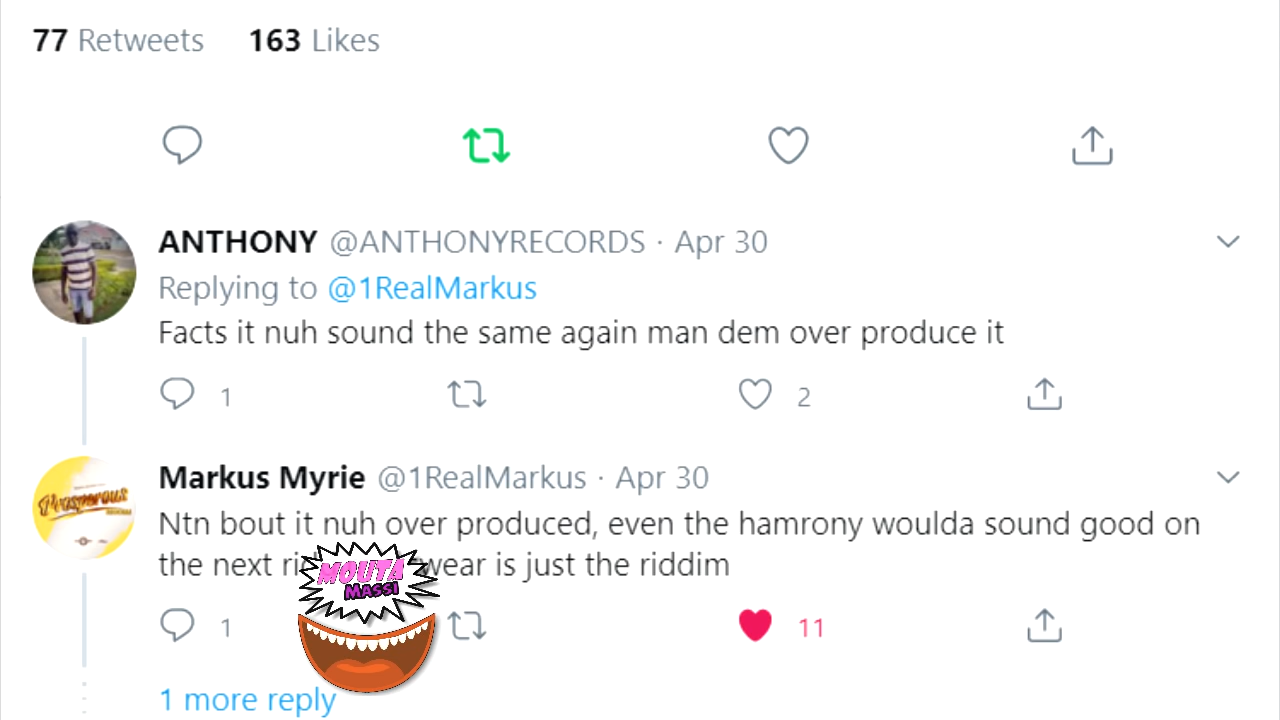 77 Retweets 163 Likes
ANTHONY @ANTHONYRECORDS · Apr 30
Replying to @1RealMarkus
Facts it nuh sound the same again man dem over produce it
1 2
Markus Myrie @1RealMarkus · Apr 30
Prosperous
Ntn bout it nuh over produced, even the hamrony woulda sound good on
the next wear is just the riddim
MOUTA
MASSI
1 11
1 more reply